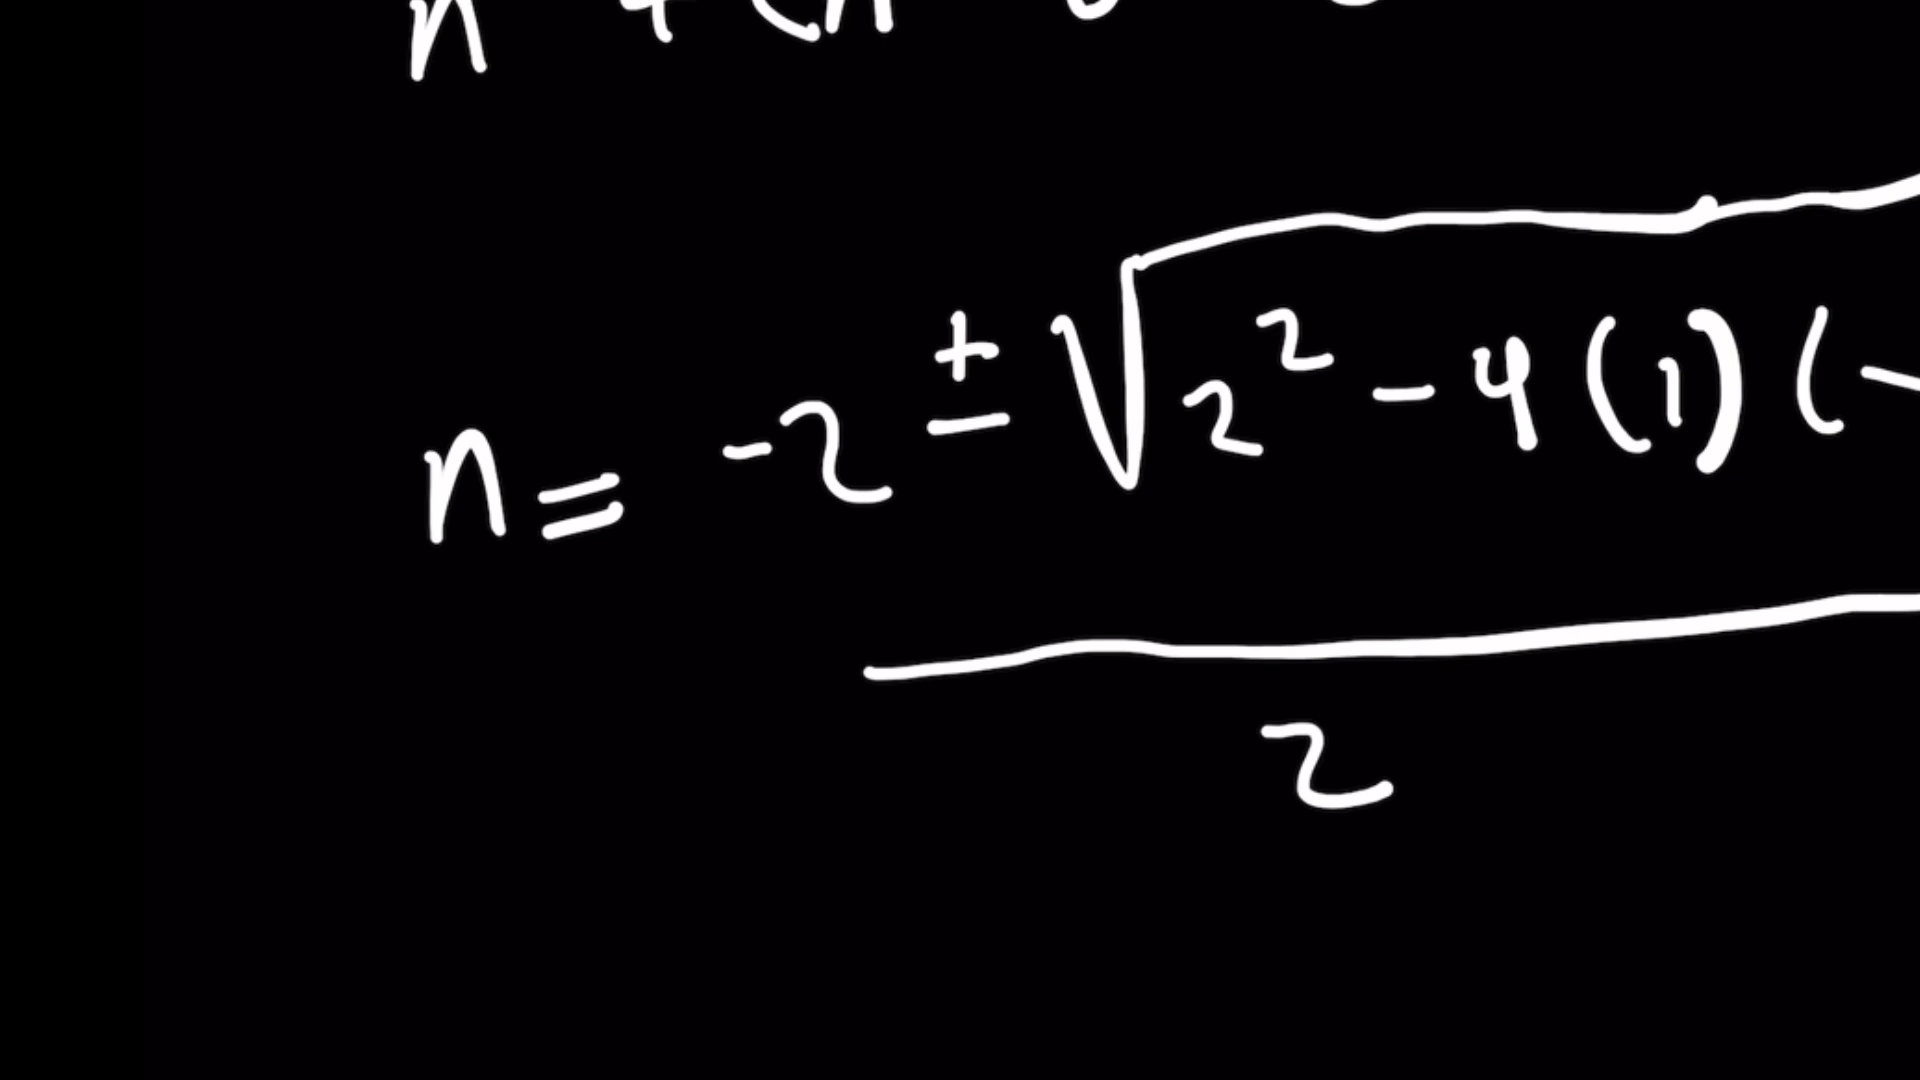 n = -2 ± √2² - 4 (1) (-
2